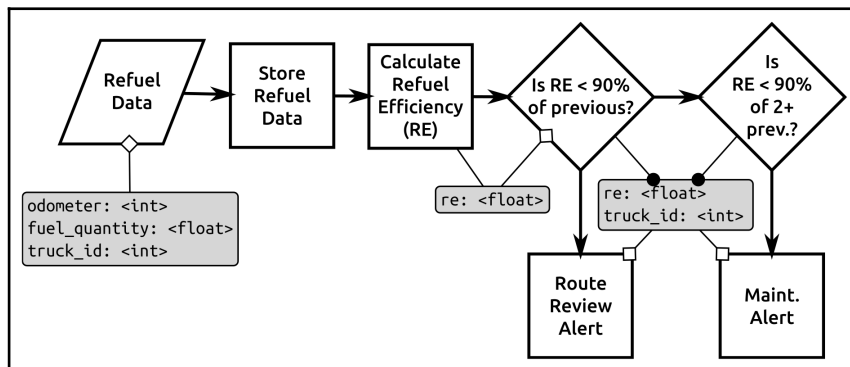 Refuel
Data
Store
Refuel
Data
Calculate
Refuel
Efficiency
(RE)
Is RE < 90%
of previous?
Is
RE < 90%
of 2+
prev.?
odometer: <int>
fuel_quantity: <float>
truck_id: <int>
re: <float>
re: <float>
truck_id: <int>
Route
Review
Alert
Maint.
Alert